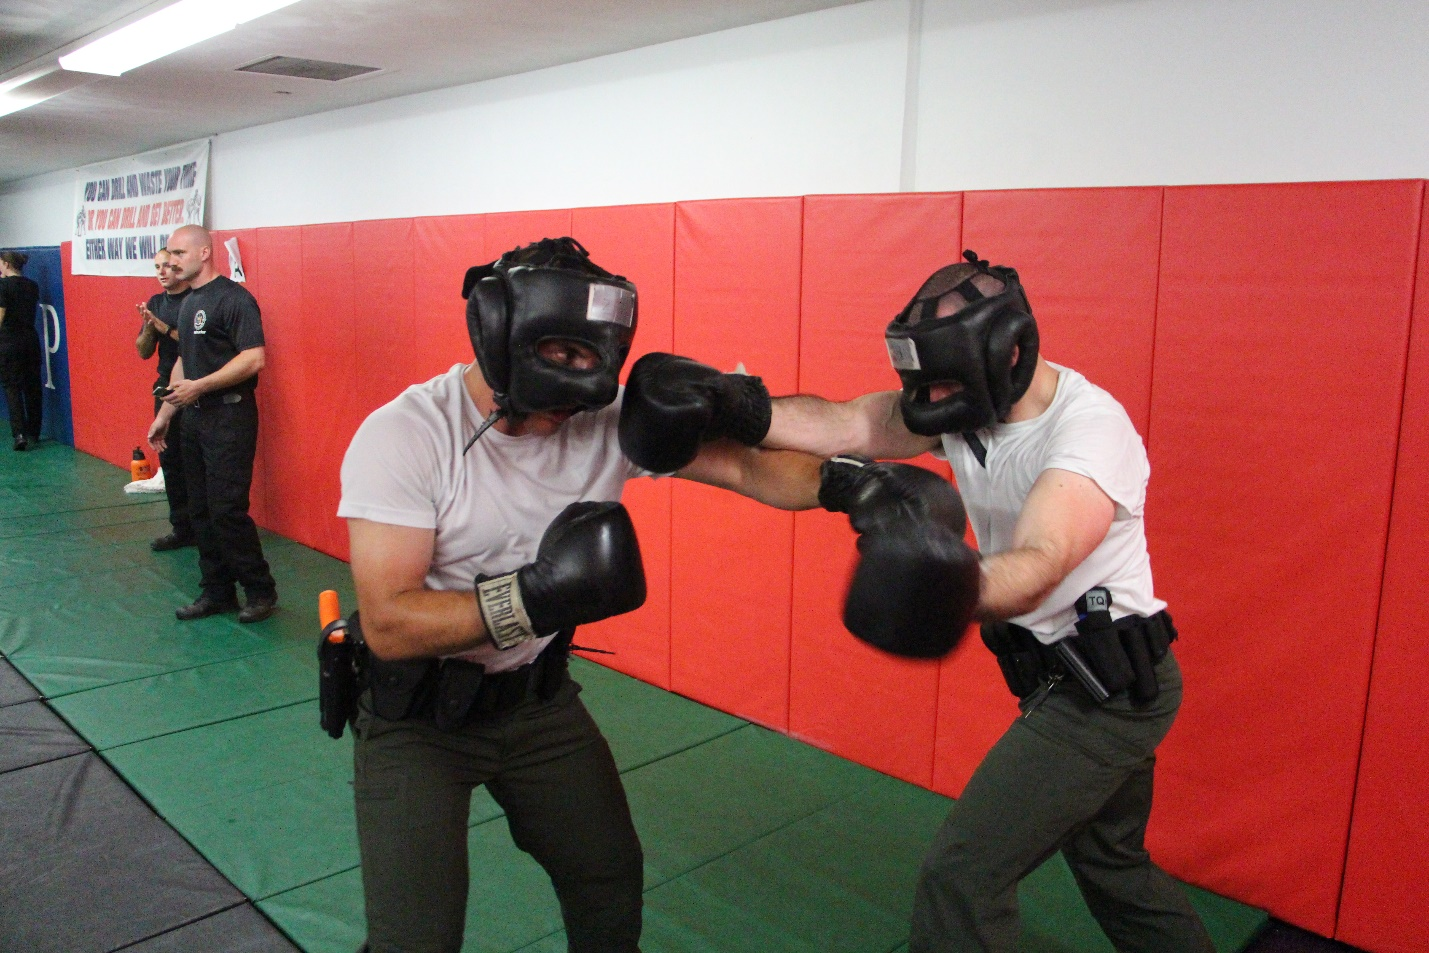 YOU CAN DRILL AND WASTE YOUR TIME
OR YOU CAN DRILL AND GET BETTER.
EITHER WAY WE WILL
P
EVERLAST
TQ